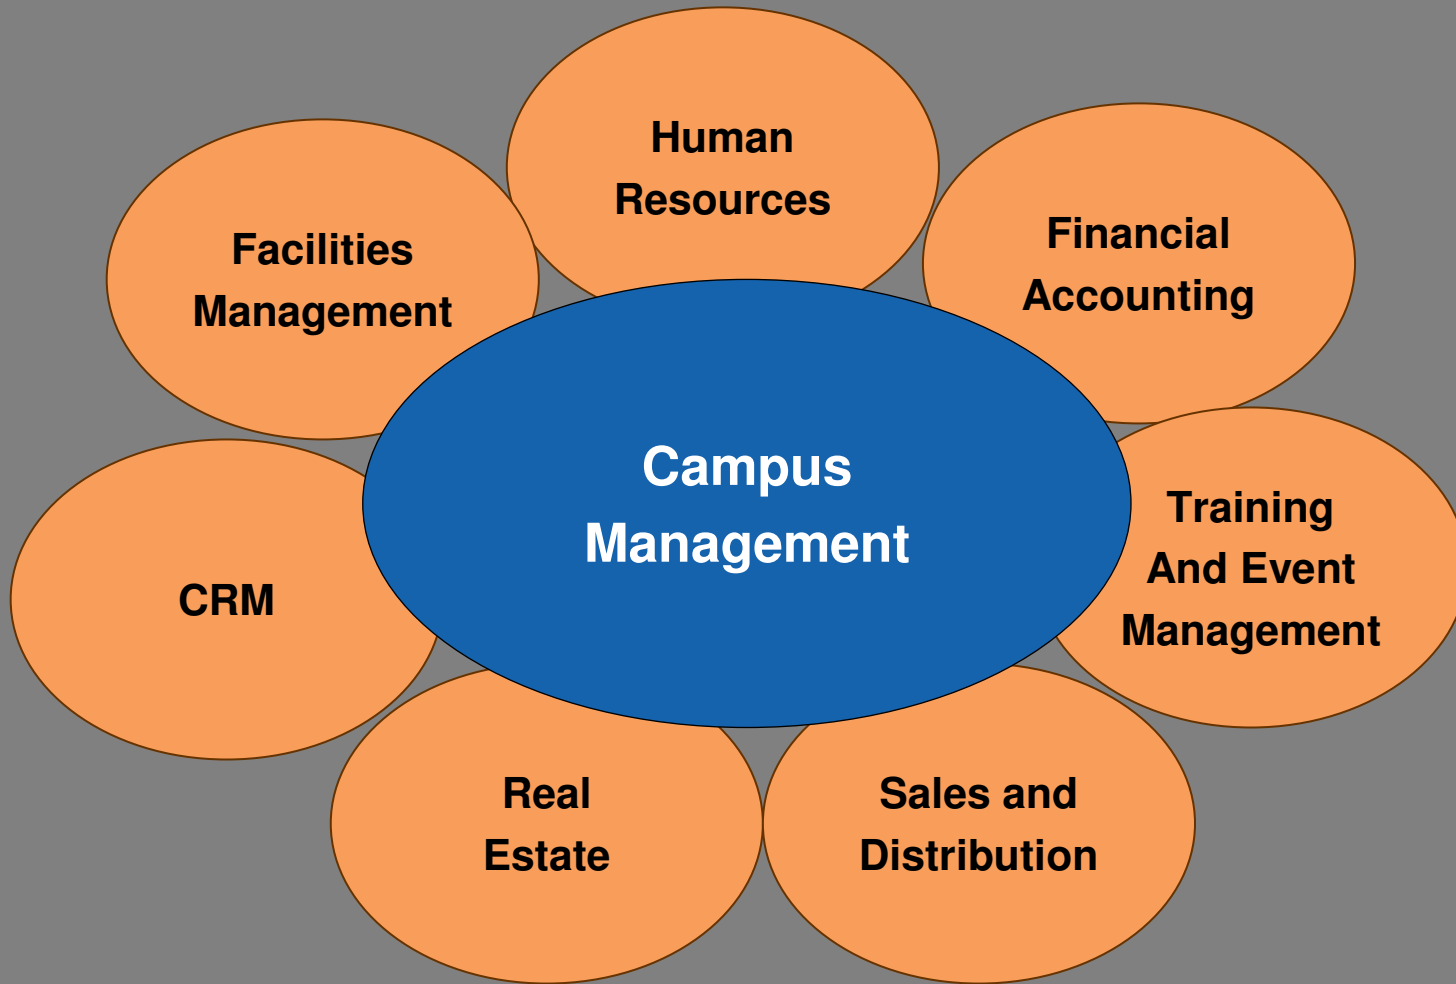 Human
Resources
Financial
Accounting
Facilities
Management
Campus
Management
Training
And Event
Management
CRM
Real
Estate
Sales and
Distribution